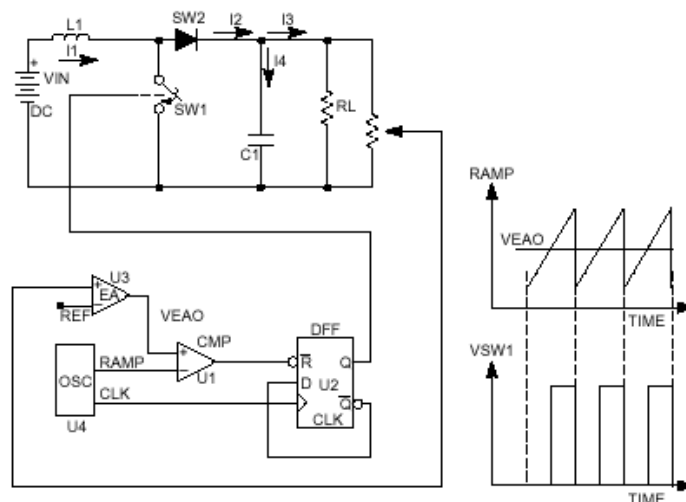 L1
SW2
I2
I3
I1
I4
+
VIN
DC
SW1
RL
C1
RAMP
VEAO
TIME
U3
+
EA
−
REF
VEAO
CMP
DFF
+
−
U1
R
Q
D
U2
Q
CLK
RAMP
OSC
CLK
U4
VSW1
TIME